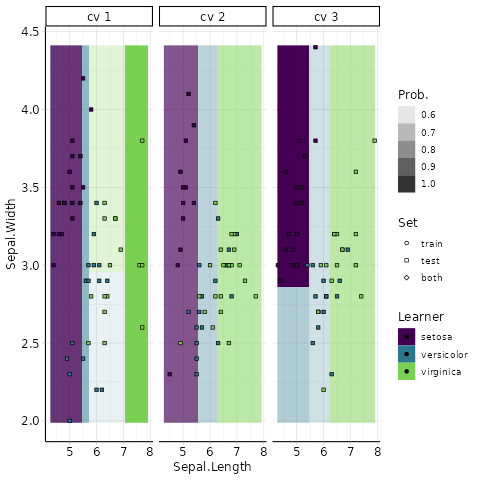 cv 1 cv 2 cv 3
4.5
4.0
3.5
3.0
2.5
2.0
Sepal.Width
5 6 7 8 5 6 7 8 5 6 7 8
Sepal.Length
Prob.
0.6
0.7
0.8
0.9
1.0
Set
train
test
both
Learner
setosa
versicolor
virginica